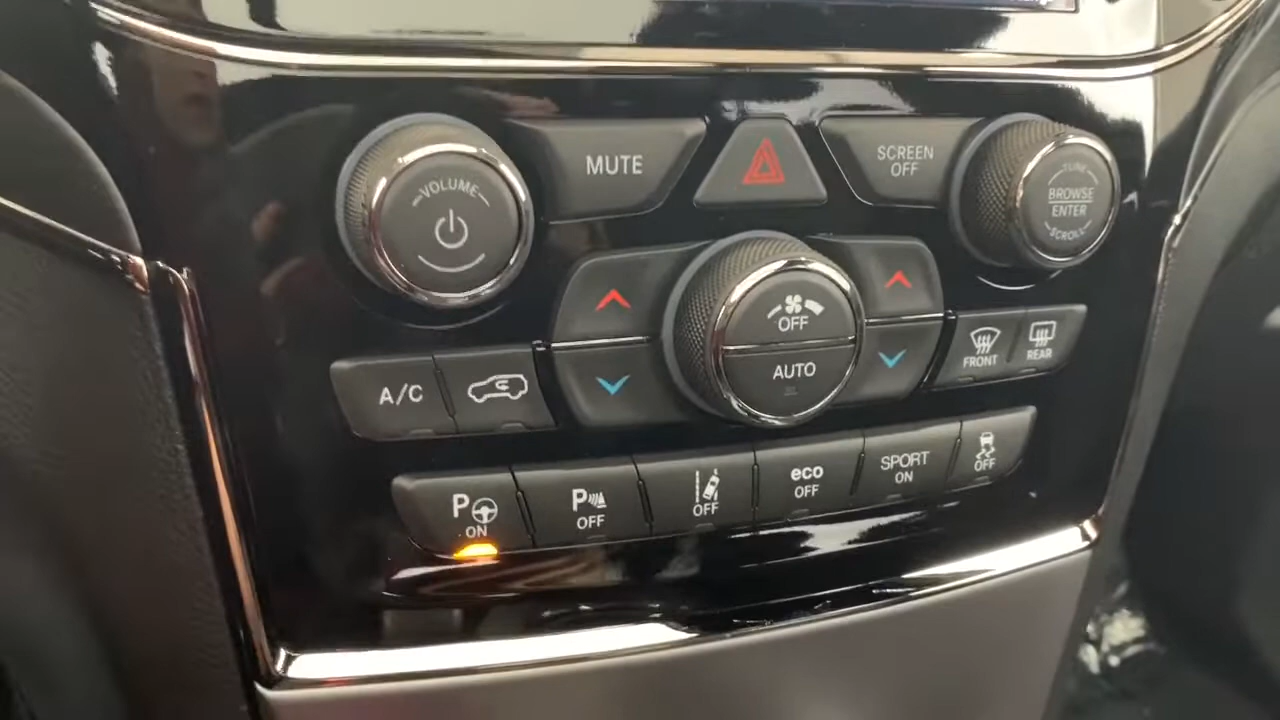 VOLUME
MUTE
SCREEN
OFF
TUNE
BROWSE
ENTER
SCROLL
OFF
AUTO
A/C
FRONT
REAR
P
ON
P
OFF
OFF
eco
OFF
SPORT
ON
OFF